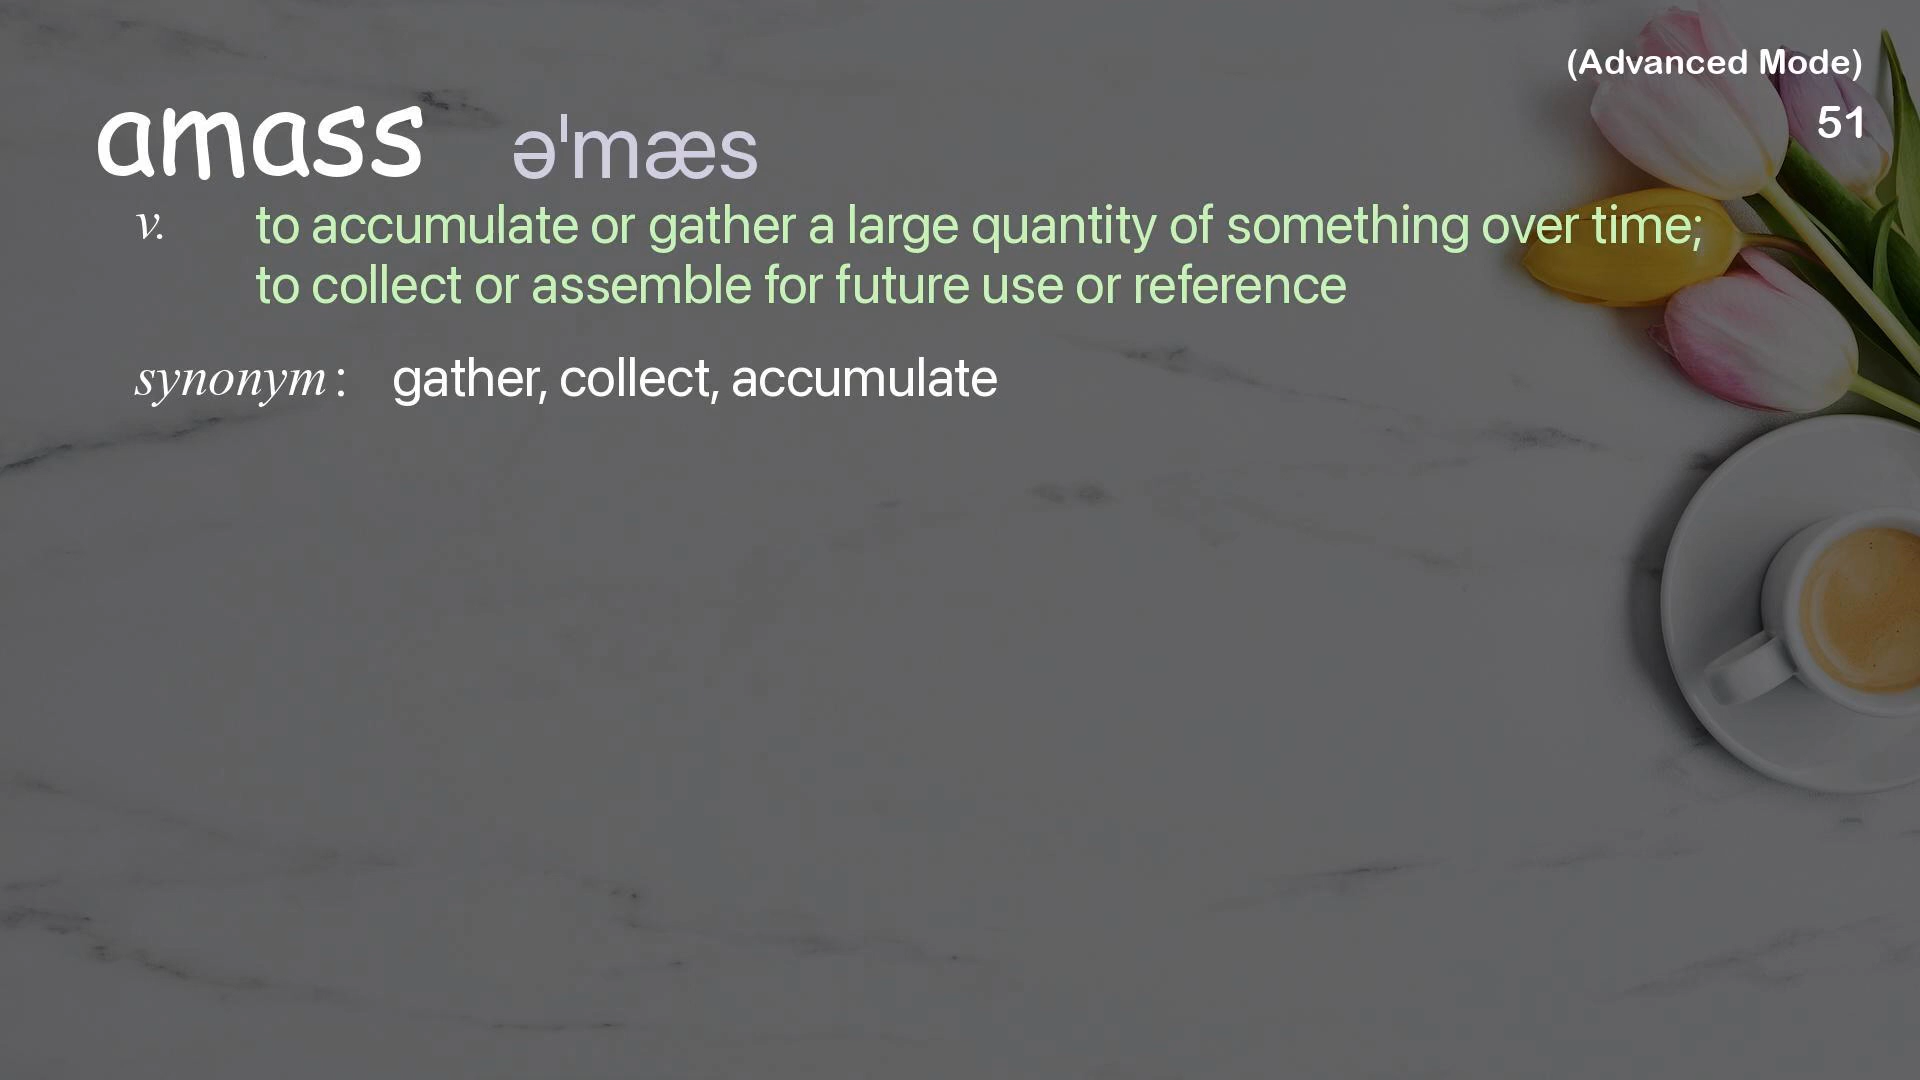 (Advanced Mode)
51
amass əˈmæs
v. to accumulate or gather a large quantity of something over time;
to collect or assemble for future use or reference
synonym : gather, collect, accumulate